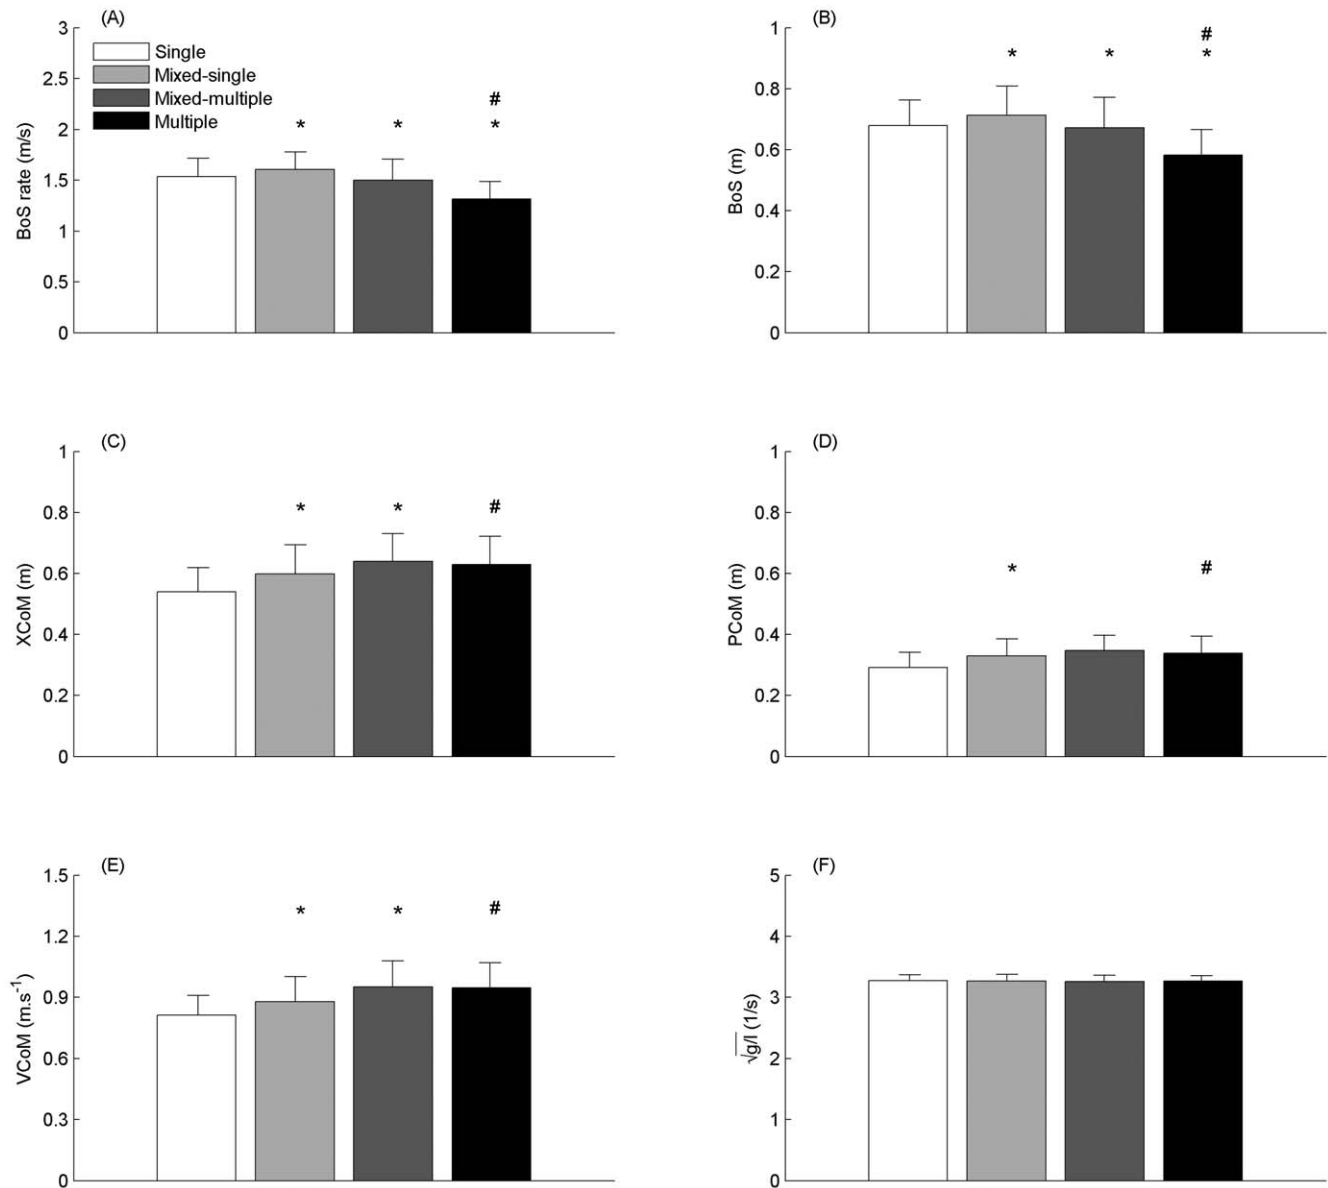 (A)
3
2.5
2
1.5
1
0.5
0
BoS rate (m/s)
Single
Mixed-single
Mixed-multiple
Multiple
#
* * *
(B)
1
0.8
0.6
0.4
0.2
0
BoS (m)
#
* * *
(C)
1
0.8
0.6
0.4
0.2
0
XCoM (m)
* * #
(D)
1
0.8
0.6
0.4
0.2
0
PCoM (m)
* #
(E)
1.5
1.2
0.9
0.6
0.3
0
VCoM (m.s⁻¹)
* * #
(F)
5
4
3
2
1
0
√g/l (1/s)